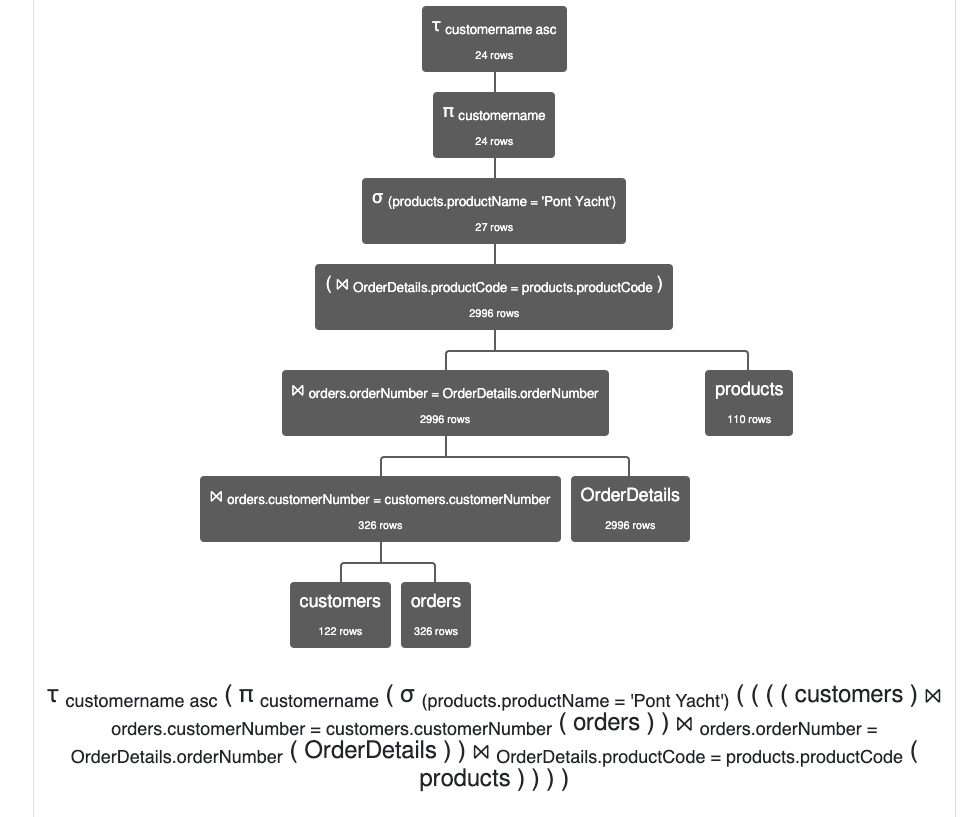 τ customername asc
24 rows
π customername
24 rows
σ (products.productName = 'Pont Yacht')
27 rows
( ⋈ OrderDetails.productCode = products.productCode )
2996 rows
⋈ orders.orderNumber = OrderDetails.orderNumber
2996 rows
products
110 rows
⋈ orders.customerNumber = customers.customerNumber
326 rows
OrderDetails
2996 rows
customers
122 rows
orders
326 rows
τ customername asc ( π customername ( σ (products.productName = 'Pont Yacht') ( ( ( ( customers ) ⋈
orders.customerNumber = customers.customerNumber ( orders ) ) ⋈ orders.orderNumber =
OrderDetails.orderNumber ( OrderDetails ) ) ⋈ OrderDetails.productCode = products.productCode (
products ) ) ) )